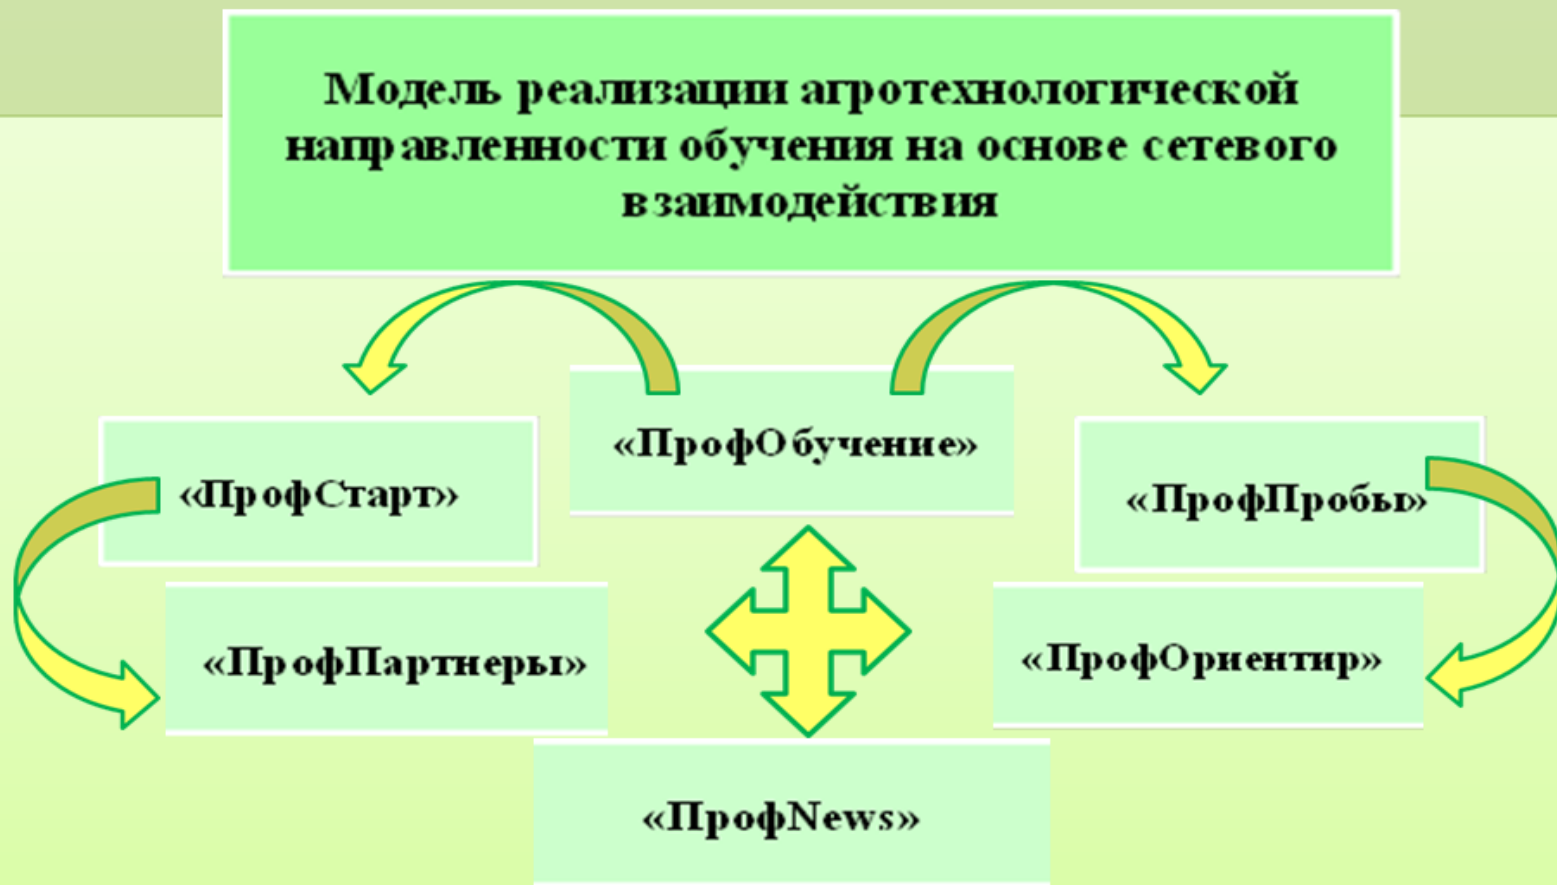 Модель реализации агротехнологической
направленности обучения на основе сетевого
взаимодействия
«ПрофОбучение»
«ПрофСтарт»
«ПрофПробы»
«ПрофПартнеры»
«ПрофОриентир»
«ПрофNews»